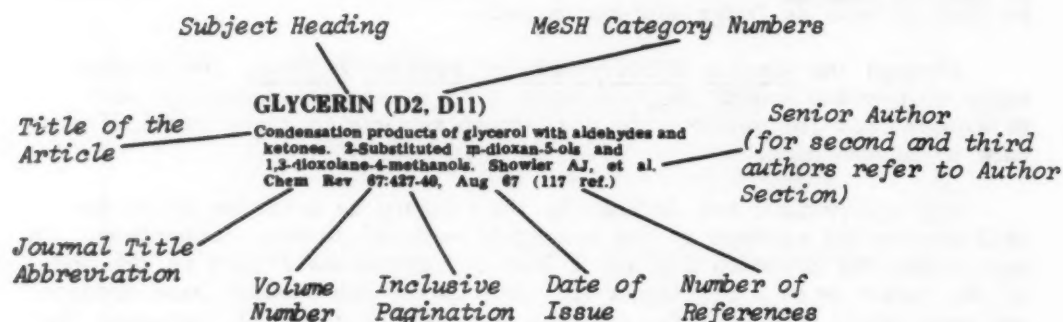 Subject Heading
MeSH Category Numbers
GLYCERIN (D2, D11)
Title of the
Article
Condensation products of glycerol with aldehydes and
ketones. 2-Substituted m-dioxan-5-ols and
1,3-dioxolane-4-methanols. Showler AJ, et al.
Chem Rev 67:427-40, Aug 67 (117 ref.)
Senior Author
(for second and third
authors refer to Author
Section)
Journal Title
Abbreviation
Volume
Number
Inclusive
Pagination
Date of
Issue
Number of
References